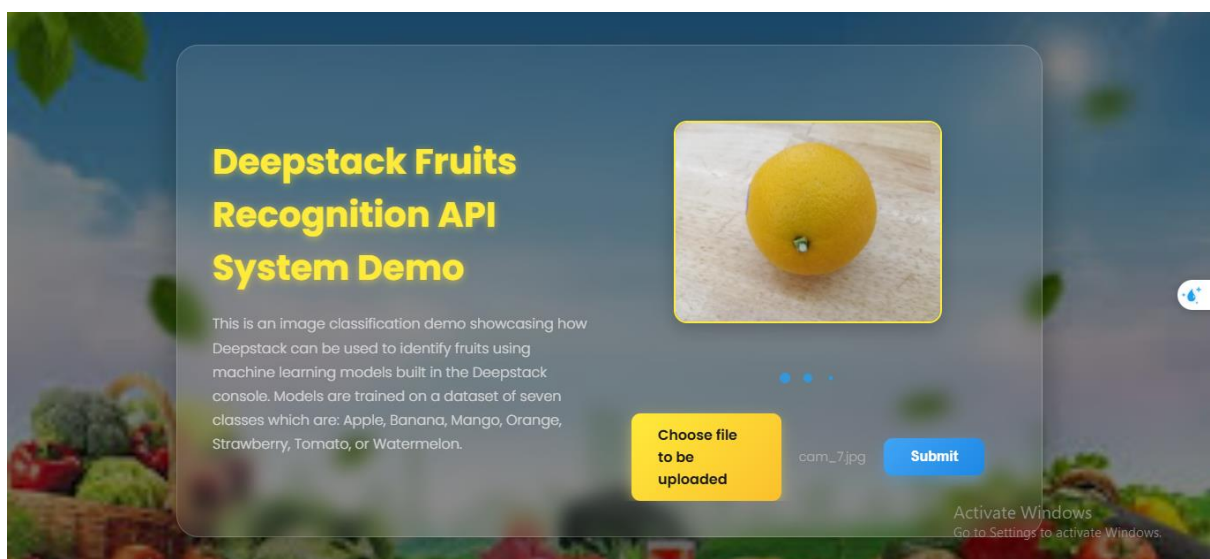 Deepstack Fruits
Recognition API
System Demo
This is an image classification demo showcasing how
Deepstack can be used to identify fruits using
machine learning models built in the Deepstack
console. Models are trained on a dataset of seven
classes which are: Apple, Banana, Mango, Orange,
Strawberry, Tomato, or Watermelon.
Choose file
to be
uploaded
cam_7.jpg
Submit
Activate Windows
Go to Settings to activate Windows.